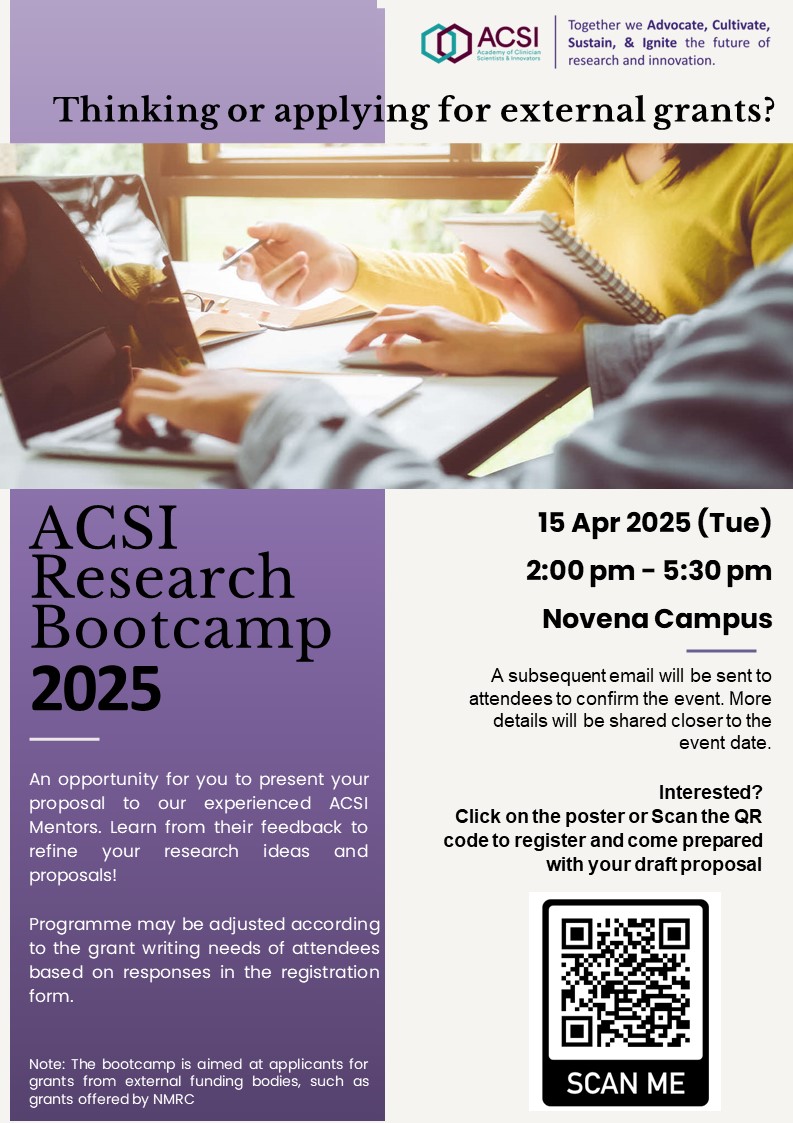 ACSI
Academy of Clinician
Scientists & Innovators
Together we Advocate, Cultivate,
Sustain, & Ignite the future of
research and innovation.
Thinking or applying for external grants?
ACSI
Research
Bootcamp
2025
An opportunity for you to present your
proposal to our experienced ACSI
Mentors. Learn from their feedback to
refine your research ideas and
proposals!
Programme may be adjusted according
to the grant writing needs of attendees
based on responses in the registration
form.
Note: The bootcamp is aimed at applicants for
grants from external funding bodies, such as
grants offered by NMRC
15 Apr 2025 (Tue)
2:00 pm – 5:30 pm
Novena Campus
A subsequent email will be sent to
attendees to confirm the event. More
details will be shared closer to the
event date.
Interested?
Click on the poster or Scan the QR
code to register and come prepared
with your draft proposal
SCAN ME